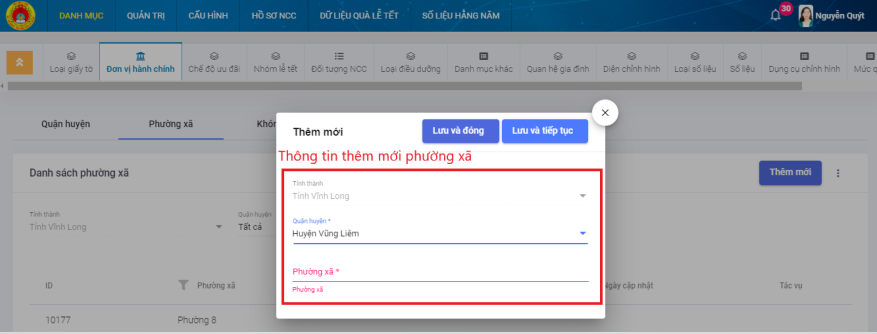 DANH MỤC QUẢN TRỊ CẤU HÌNH HỒ SƠ NCC DỮ LIỆU QUÀ LỄ TẾT SỔ LIỆU HẰNG NĂM 30 Nguyễn Quýt
Loại giấy tờ Đơn vị hành chính Chế độ ưu đãi Nhóm lễ tết Đối tượng NCC Loại điều dưỡng Danh mục khác Quan hệ gia đình Diện chỉnh hình Loại số liệu Số liệu Dụng cụ chỉnh hình Mức q
Quận huyện Phường xã Khón
Thêm mới Lưu và đóng Lưu và tiếp tục
Thông tin thêm mới phường xã
Danh sách phường xã Thêm mới
Tỉnh thành
Tỉnh Vĩnh Long
Tỉnh thành Quận huyện
Tỉnh Vĩnh Long Tất cả
Quận huyện *
Huyện Vũng Liêm
Phường xã *
Phường xã
ID Phường xã Ngày cập nhật Tác vụ
10177 Phường 8